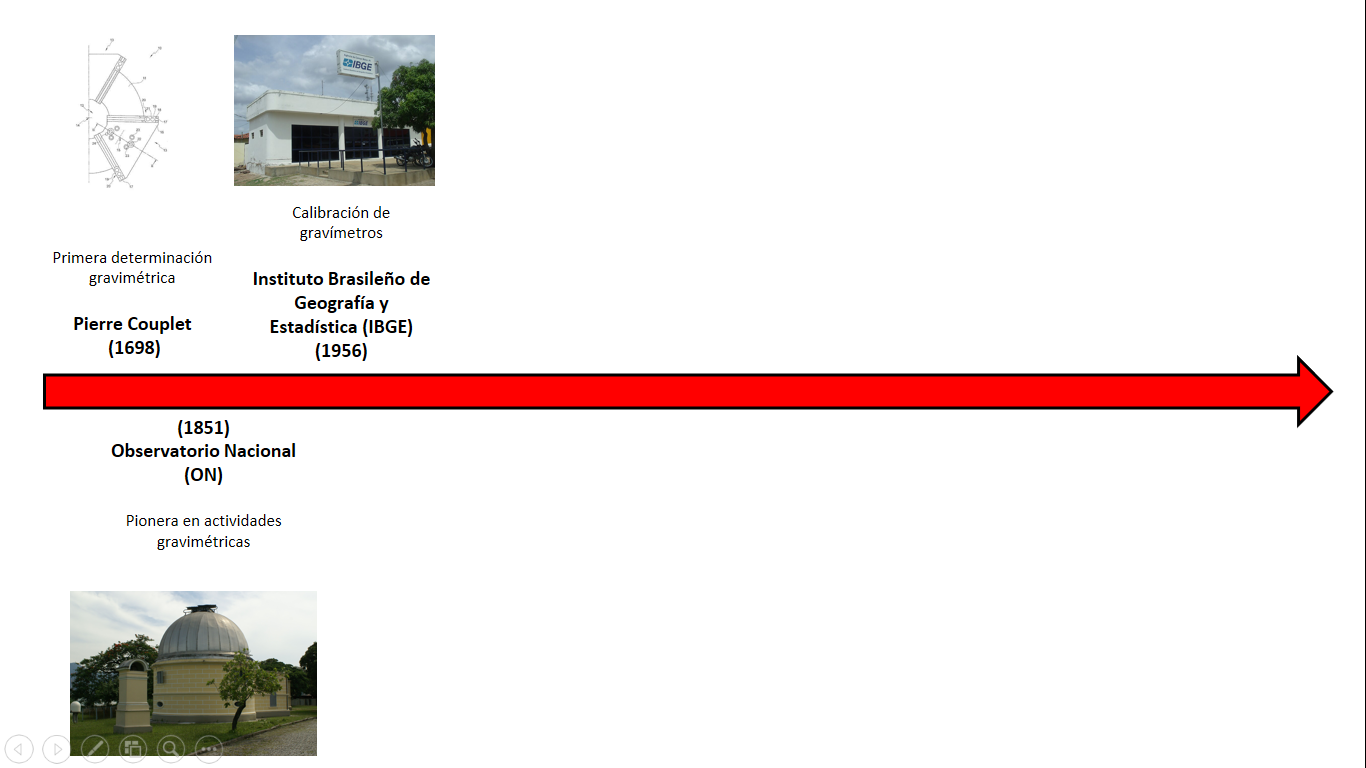 IBGE
Calibración de
gravímetros
Primera determinación
gravimétrica
Instituto Brasileño de
Geografía y
Estadística (IBGE)
(1956)
Pierre Couplet
(1698)
(1851)
Observatorio Nacional
(ON)
Pionera en actividades
gravimétricas